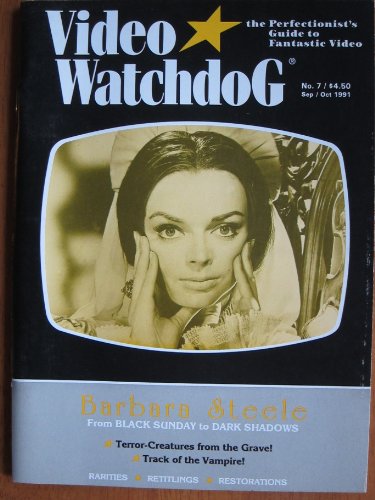 Video
WatchdoG®
the Perfectionist's
Guide to
Fantastic Video
No. 7 / $4.50
Sep / Oct 1991
Barbara Steele
From BLACK SUNDAY to DARK SHADOWS
Terror-Creatures from the Grave!
Track of the Vampire!
RARITIES • RETITLINGS • RESTORATIONS